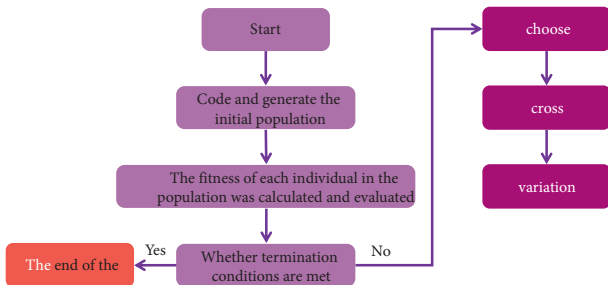 Start
Code and generate the
initial population
The fitness of each individual in the
population was calculated and evaluated
Whether termination
conditions are met
Yes
The end of the
No
choose
cross
variation